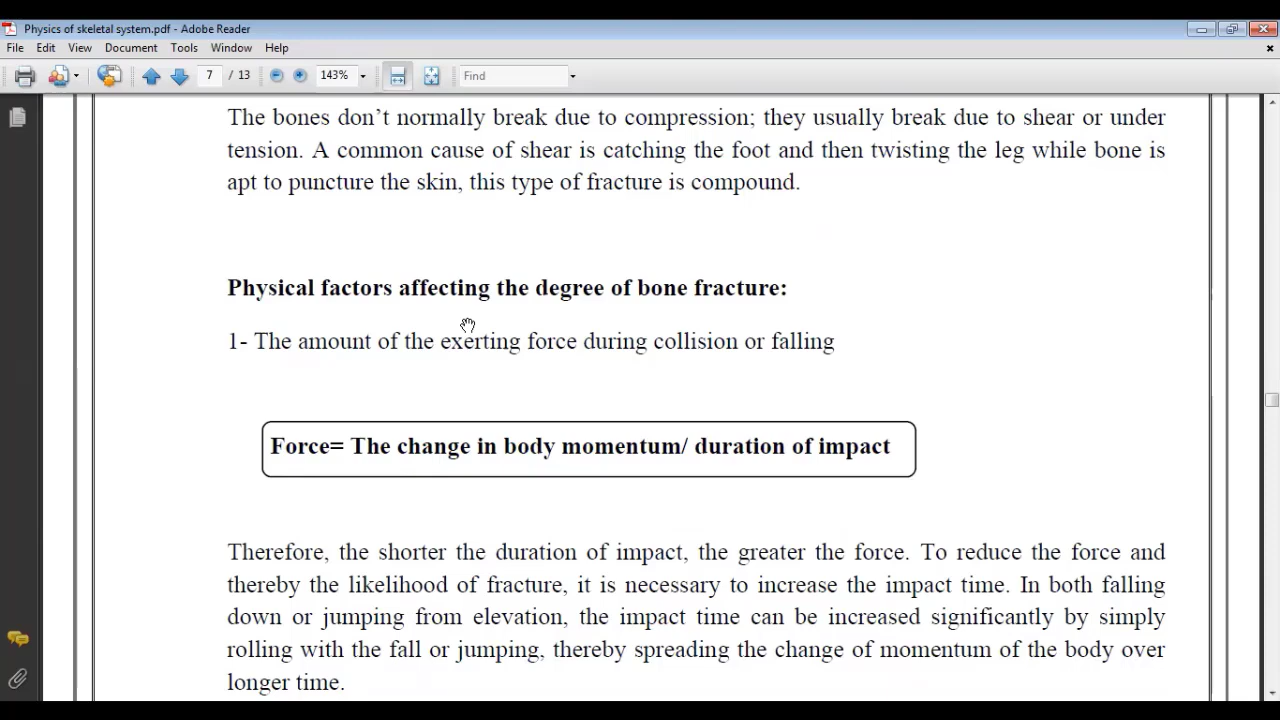 Physics of skeletal system.pdf - Adobe Reader
File Edit View Document Tools Window Help
7 / 13 143% Find
The bones don't normally break due to compression; they usually break due to shear or under
tension. A common cause of shear is catching the foot and then twisting the leg while bone is
apt to puncture the skin, this type of fracture is compound.
Physical factors affecting the degree of bone fracture:
1- The amount of the exerting force during collision or falling
Force= The change in body momentum/ duration of impact
Therefore, the shorter the duration of impact, the greater the force. To reduce the force and
thereby the likelihood of fracture, it is necessary to increase the impact time. In both falling
down or jumping from elevation, the impact time can be increased significantly by simply
rolling with the fall or jumping, thereby spreading the change of momentum of the body over
longer time.